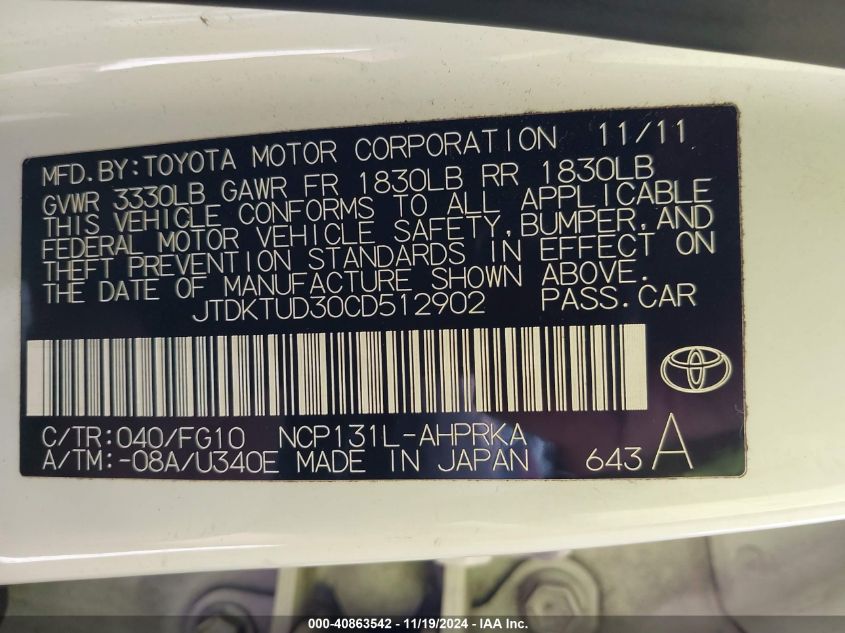 MFD.BY:TOYOTA MOTOR CORPORATION 11/11
GVWR 3330LB GAWR FR 1830LB RR 1830LB
THIS VEHICLE CONFORMS TO ALL APPLICABLE
FEDERAL MOTOR VEHICLE SAFETY,BUMPER,AND
THEFT PREVENTION STANDARDS IN EFFECT ON
THE DATE OF MANUFACTURE SHOWN ABOVE.
JTDKTUD30CD512902 PASS.CAR
C/TR:040/FG10 NCP131L-AHPRKA
A/TM:-08A/U340E MADE IN JAPAN 643 A
000-40863542 - 11/19/2024 - IAA Inc.